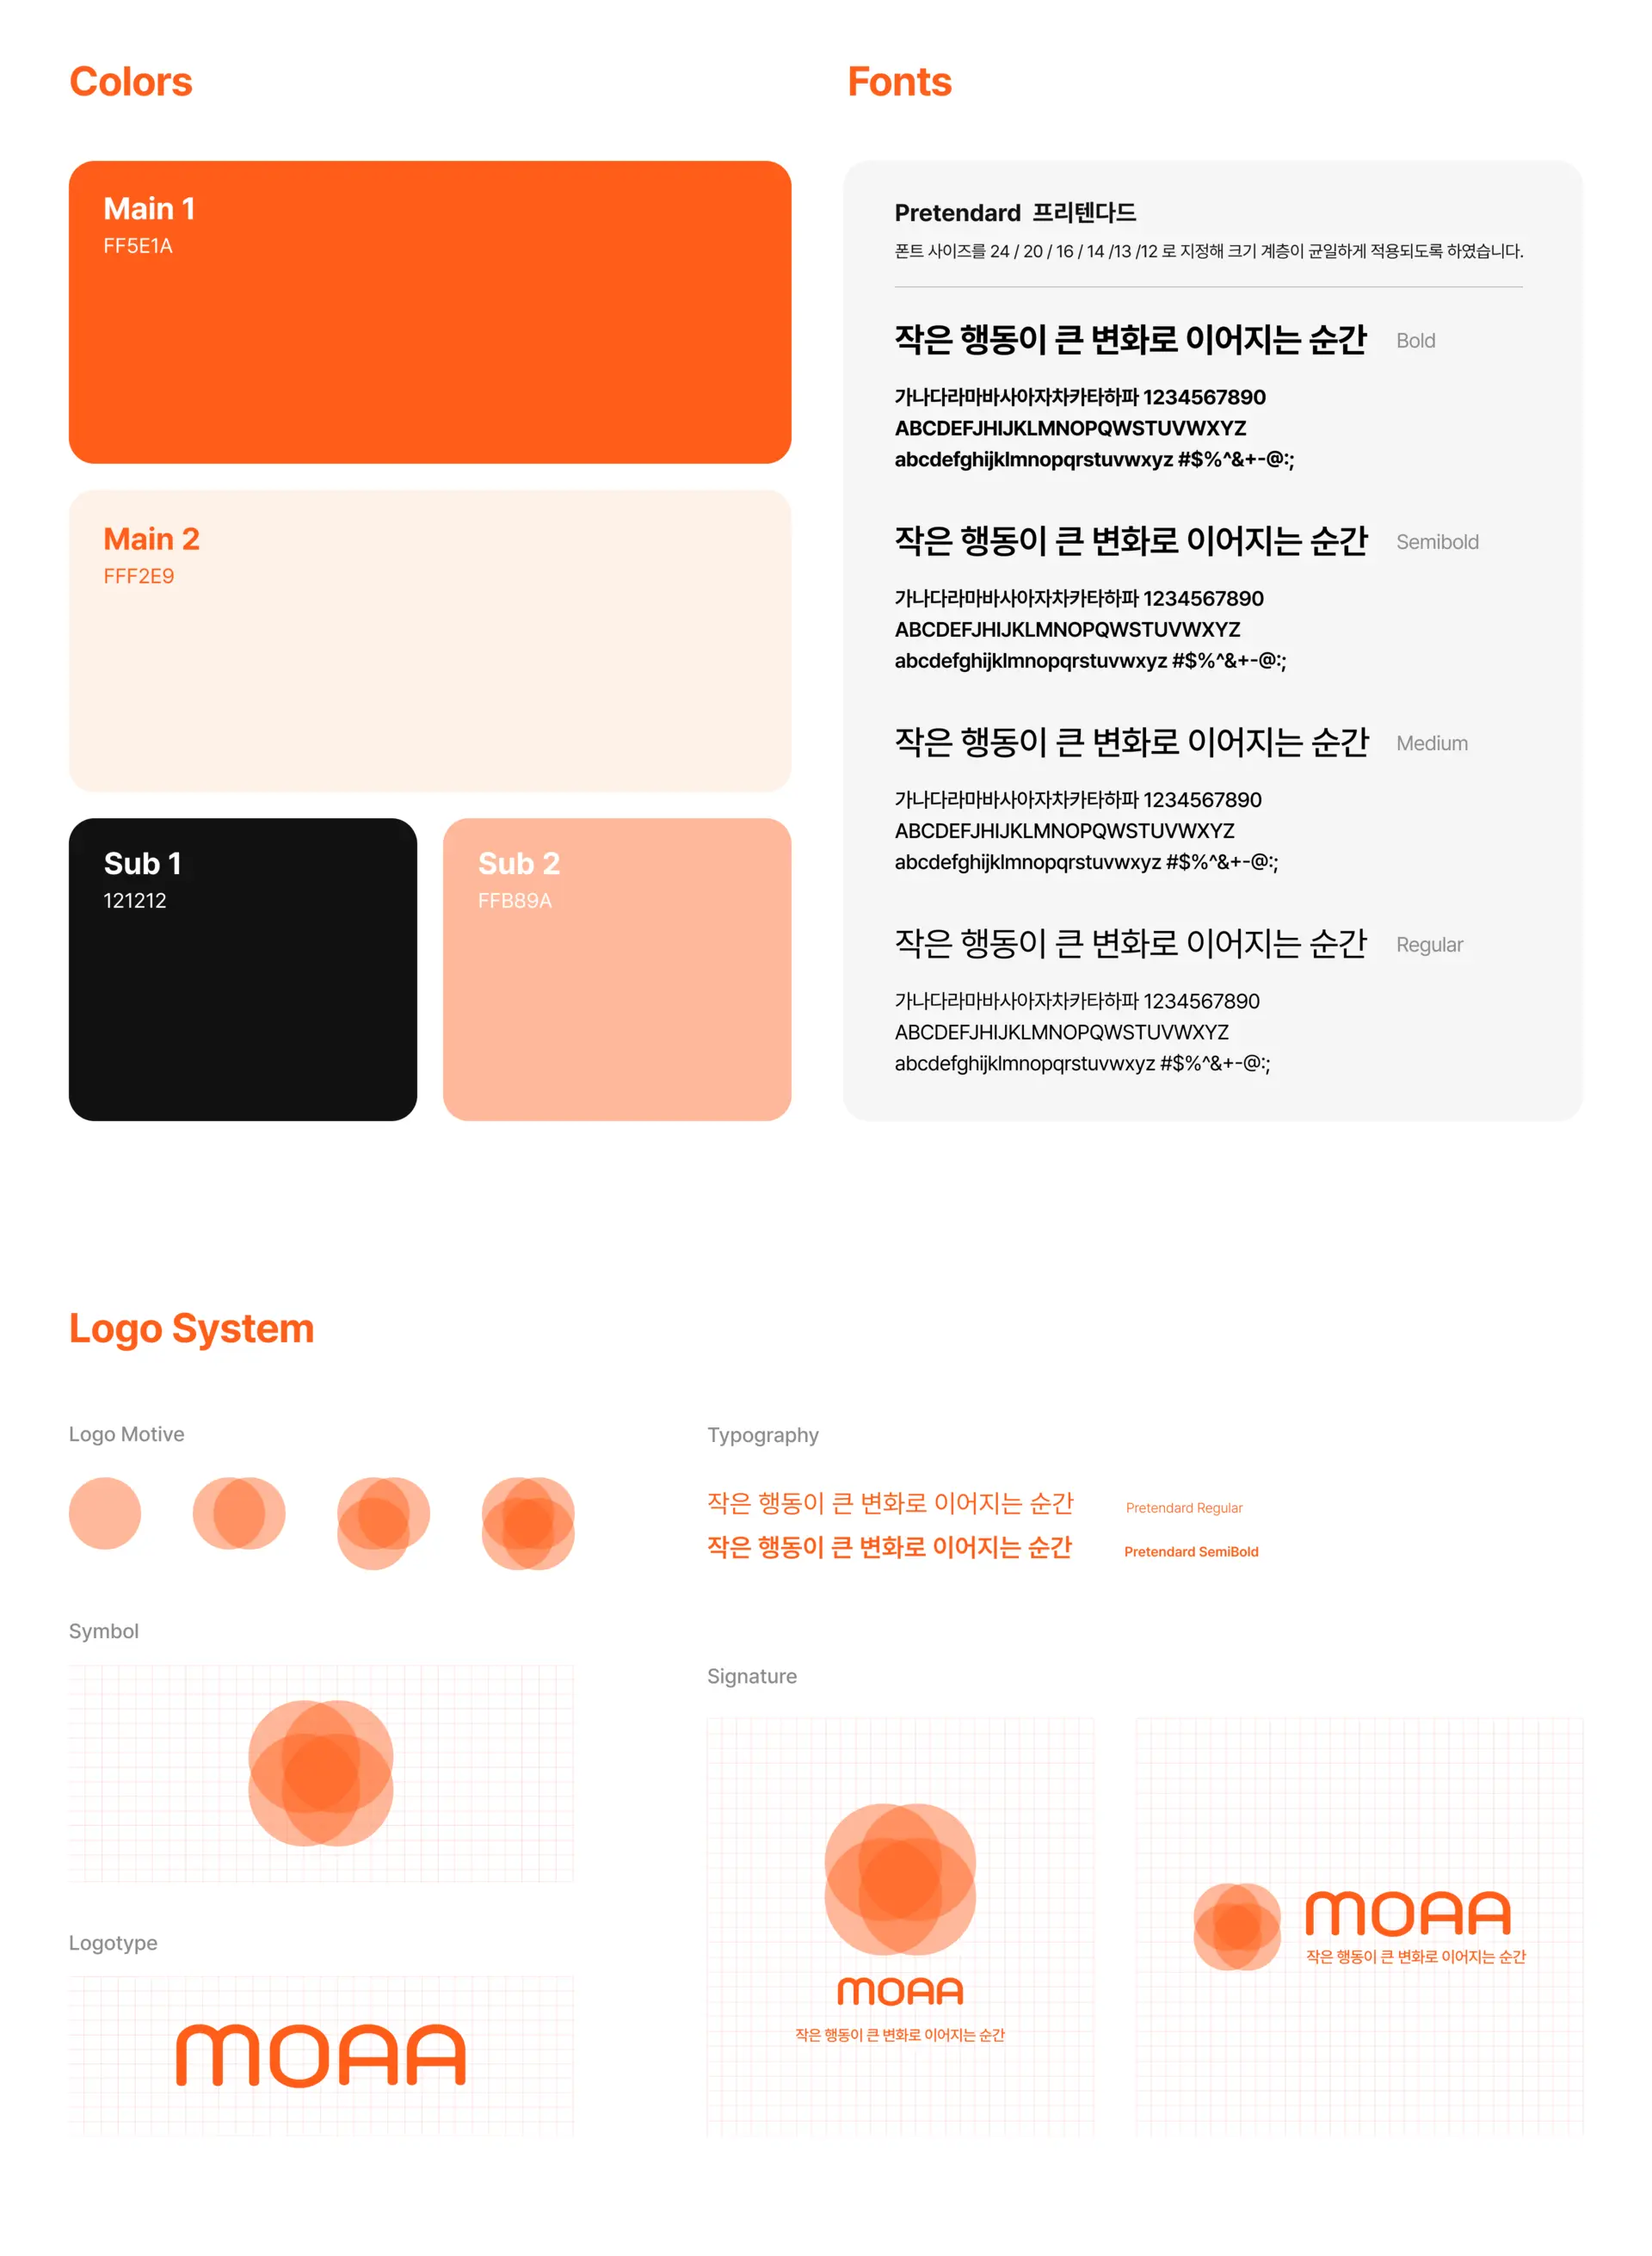 Colors
Main 1
FF5E1A
Main 2
FFF2E9
Sub 1
121212
Sub 2
FFB89A
Fonts
Pretendard 프리텐다드
폰트 사이즈를 24 / 20 / 16 / 14 /13 /12 로 지정해 크기 계층이 균일하게 적용되도록 하였습니다.
작은 행동이 큰 변화로 이어지는 순간 Bold
가나다라마바사아자차카타하파 1234567890
ABCDEFJHIJKLMNOPQWSTUVWXYZ
abcdefghijklmnopqrstuvwxyz #$%^&+-@:;
작은 행동이 큰 변화로 이어지는 순간 Semibold
가나다라마바사아자차카타하파 1234567890
ABCDEFJHIJKLMNOPQWSTUVWXYZ
abcdefghijklmnopqrstuvwxyz #$%^&+-@:;
작은 행동이 큰 변화로 이어지는 순간 Medium
가나다라마바사아자차카타하파 1234567890
ABCDEFJHIJKLMNOPQWSTUVWXYZ
abcdefghijklmnopqrstuvwxyz #$%^&+-@:;
작은 행동이 큰 변화로 이어지는 순간 Regular
가나다라마바사아자차카타하파 1234567890
ABCDEFJHIJKLMNOPQWSTUVWXYZ
abcdefghijklmnopqrstuvwxyz #$%^&+-@:;
Logo System
Logo Motive
Symbol
Logotype
MOAA
Typography
작은 행동이 큰 변화로 이어지는 순간 Pretendard Regular
작은 행동이 큰 변화로 이어지는 순간 Pretendard SemiBold
Signature
MOAA
작은 행동이 큰 변화로 이어지는 순간
MOAA
작은 행동이 큰 변화로 이어지는 순간